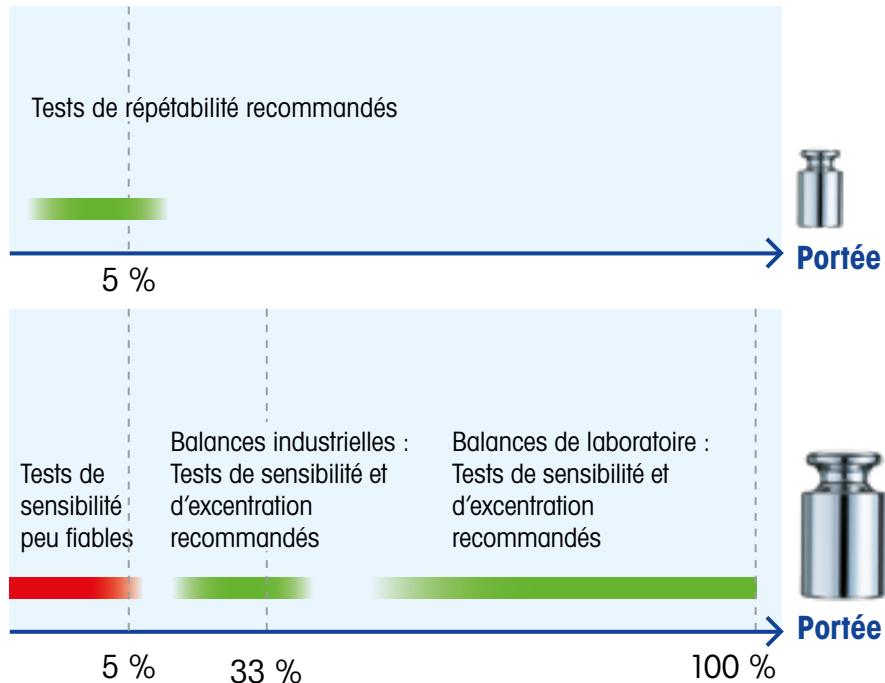 Tests de répétabilité recommandés
Portée
5 %
Tests de
sensibilité
peu fiables
Balances industrielles :
Tests de sensibilité et
d'excentration
recommandés
Balances de laboratoire :
Tests de sensibilité et
d'excentration
recommandés
Portée
5 %
33 %
100 %